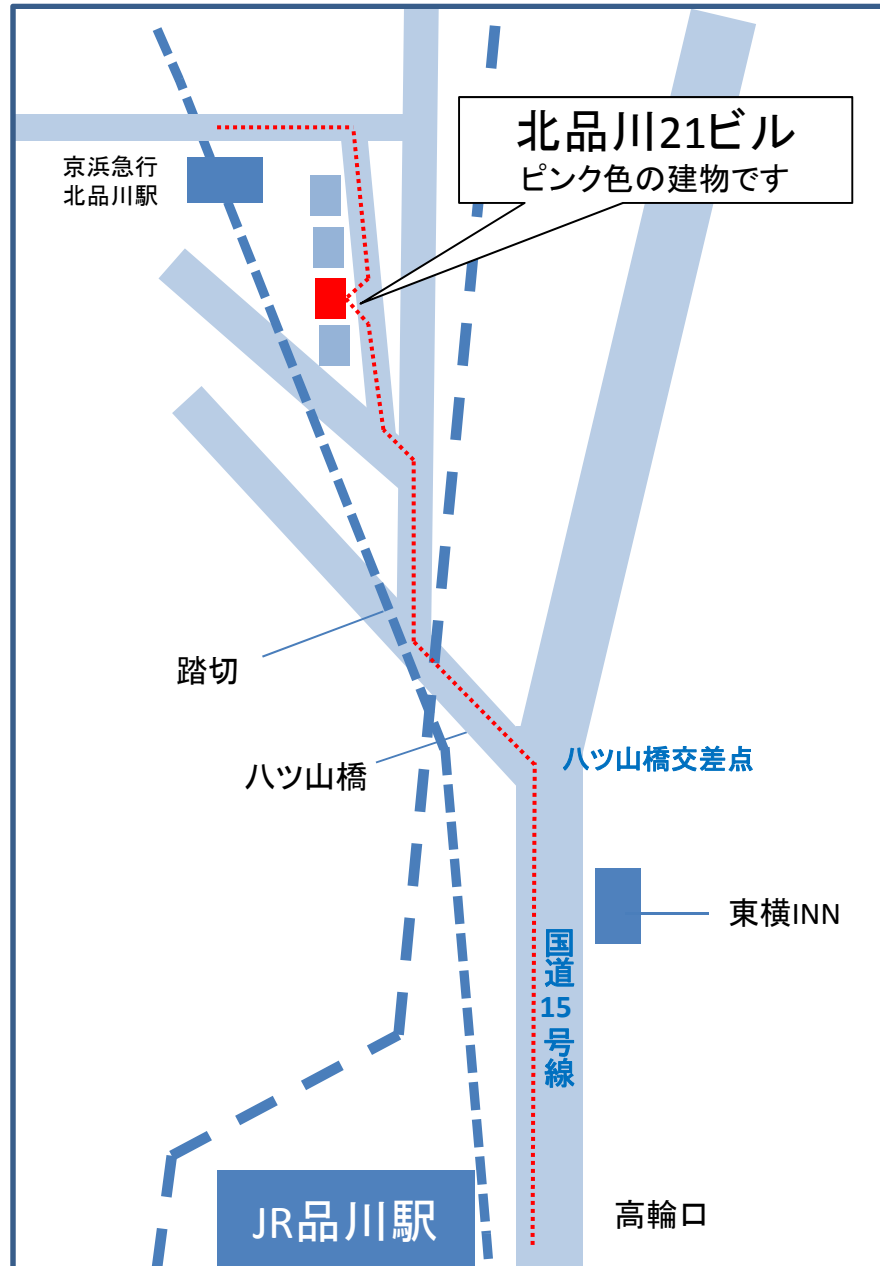 北品川21ビル
ピンク色の建物です
京浜急行
北品川駅
踏切
八ツ山橋
八ツ山橋交差点
東横INN
国道15号線
高輪口
JR品川駅